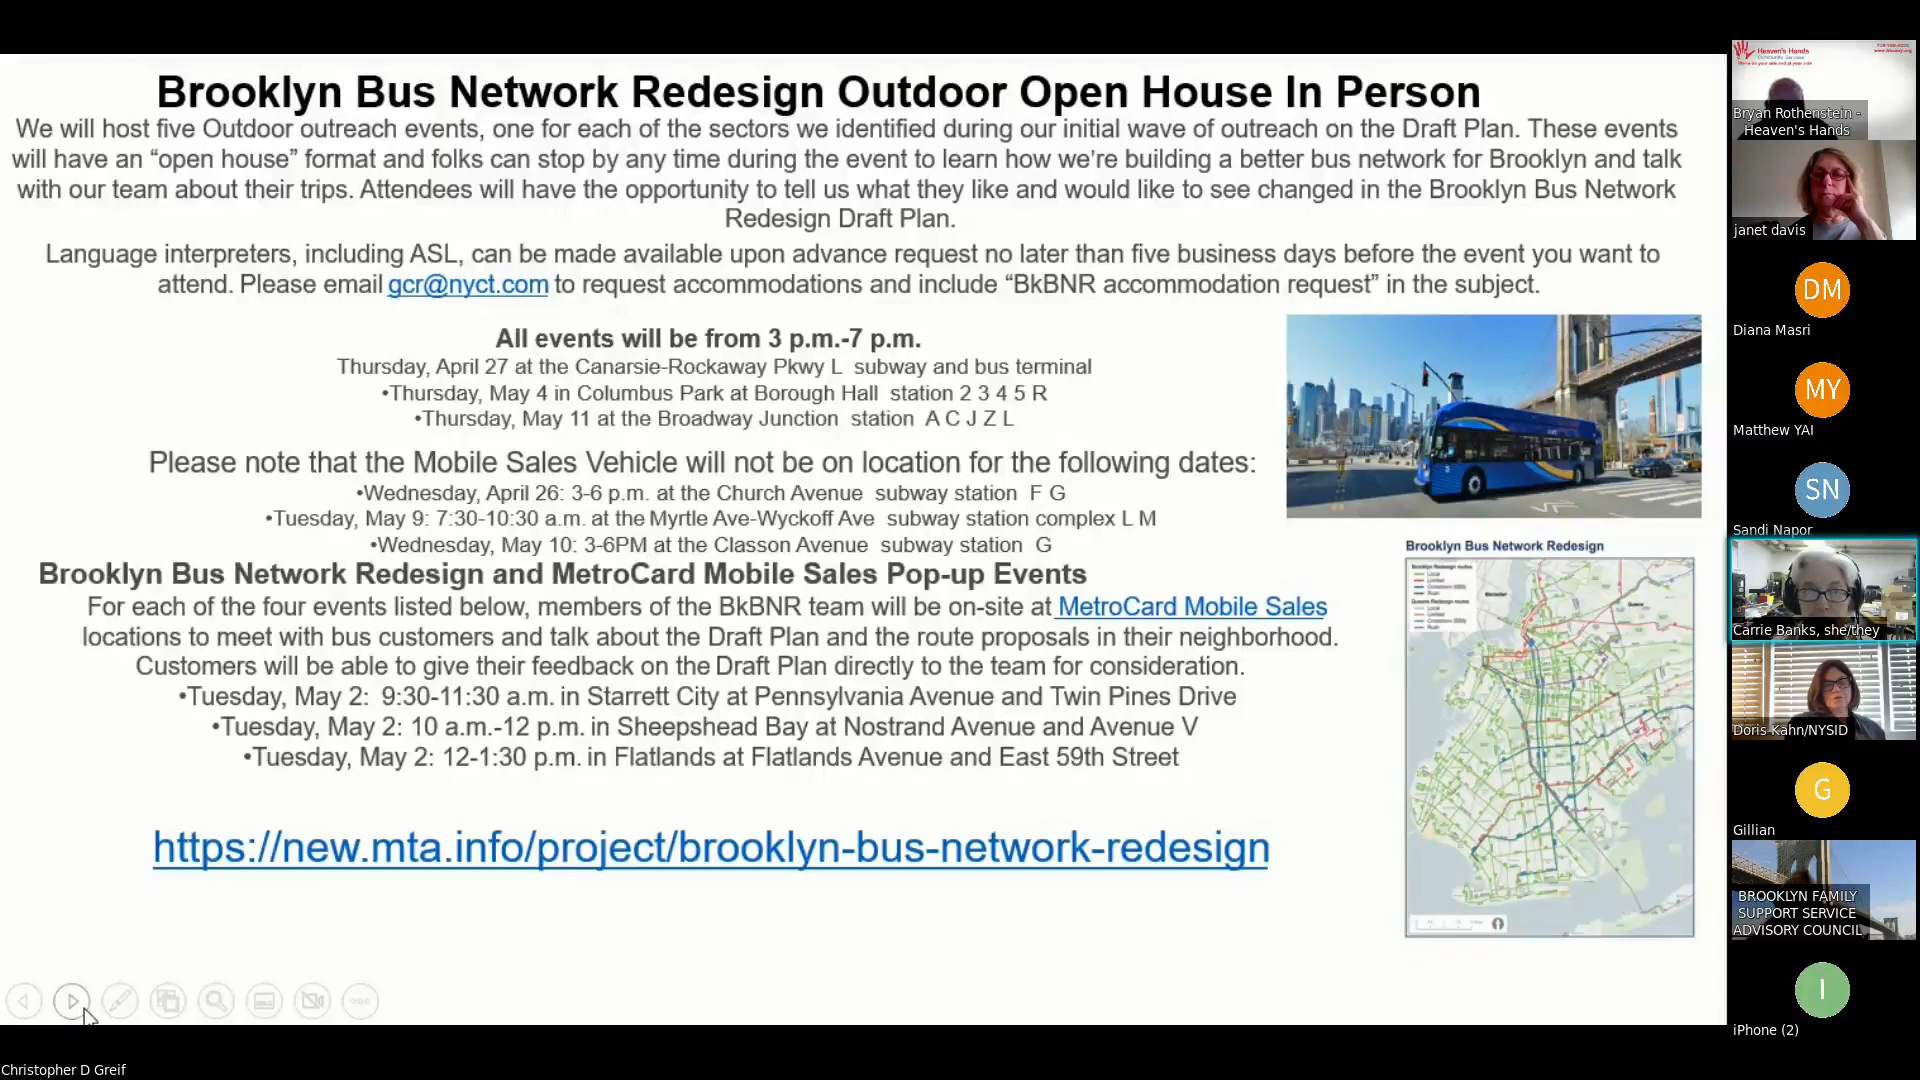 Brooklyn Bus Network Redesign Outdoor Open House In Person
We will host five Outdoor outreach events, one for each of the sectors we identified during our initial wave of outreach on the Draft Plan. These events
will have an “open house” format and folks can stop by any time during the event to learn how we’re building a better bus network for Brooklyn and talk
with our team about their trips. Attendees will have the opportunity to tell us what they like and would like to see changed in the Brooklyn Bus Network
Redesign Draft Plan.
Language interpreters, including ASL, can be made available upon advance request no later than five business days before the event you want to
attend. Please email gcr@nyct.com to request accommodations and include “BkBNR accommodation request” in the subject.
All events will be from 3 p.m.-7 p.m.
Thursday, April 27 at the Canarsie-Rockaway Pkwy L subway and bus terminal
•Thursday, May 4 in Columbus Park at Borough Hall station 2 3 4 5 R
•Thursday, May 11 at the Broadway Junction station A C J Z L
Please note that the Mobile Sales Vehicle will not be on location for the following dates:
•Wednesday, April 26: 3-6 p.m. at the Church Avenue subway station F G
•Tuesday, May 9: 7:30-10:30 a.m. at the Myrtle Ave-Wyckoff Ave subway station complex L M
•Wednesday, May 10: 3-6PM at the Classon Avenue subway station G
Brooklyn Bus Network Redesign and MetroCard Mobile Sales Pop-up Events
For each of the four events listed below, members of the BkBNR team will be on-site at MetroCard Mobile Sales
locations to meet with bus customers and talk about the Draft Plan and the route proposals in their neighborhood.
Customers will be able to give their feedback on the Draft Plan directly to the team for consideration.
•Tuesday, May 2: 9:30-11:30 a.m. in Starrett City at Pennsylvania Avenue and Twin Pines Drive
•Tuesday, May 2: 10 a.m.-12 p.m. in Sheepshead Bay at Nostrand Avenue and Avenue V
•Tuesday, May 2: 12-1:30 p.m. in Flatlands at Flatlands Avenue and East 59th Street
https://new.mta.info/project/brooklyn-bus-network-redesign
Brooklyn Bus Network Redesign
Heaven's Hands
Bryan Rothenstein -
Heaven's Hands
janet davis
DM
Diana Masri
MY
Matthew YAI
SN
Sandi Napor
Carrie Banks, she/they
Doris Kahn/NYSID
G
Gillian
BROOKLYN FAMILY
SUPPORT SERVICE
ADVISORY COUNCIL
I
iPhone (2)
Christopher D Greif